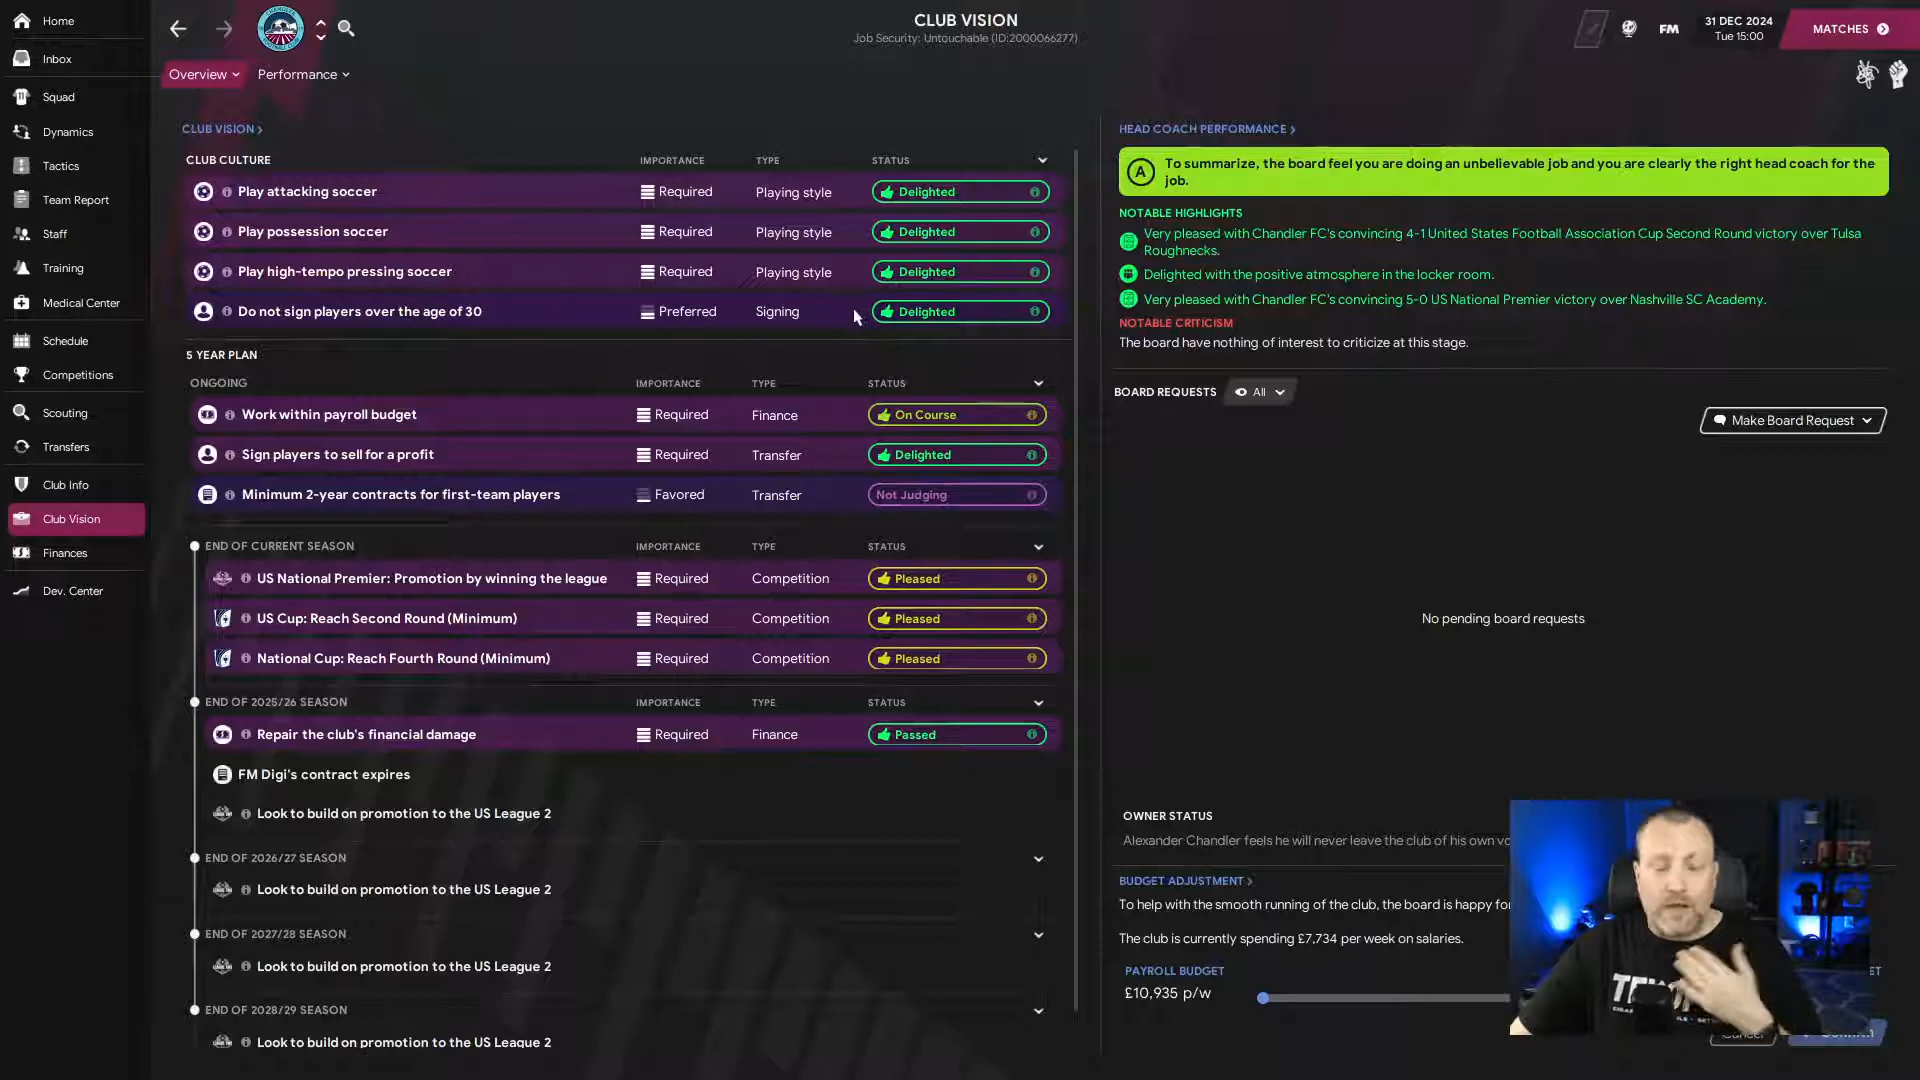 Home
Inbox
Squad
Dynamics
Tactics
Team Report
Staff
Training
Medical Center
Schedule
Competitions
Scouting
Transfers
Club Info
Club Vision
Finances
Dev. Center
CLUB VISION
Job Security: Untouchable (ID:2000066277)
FM
31 DEC 2024
Tue 15:00
MATCHES
Overview
Performance
CLUB VISION
CLUB CULTURE IMPORTANCE TYPE STATUS
Play attacking soccer Required Playing style Delighted
Play possession soccer Required Playing style Delighted
Play high-tempo pressing soccer Required Playing style Delighted
Do not sign players over the age of 30 Preferred Signing Delighted
5 YEAR PLAN
ONGOING IMPORTANCE TYPE STATUS
Work within payroll budget Required Finance On Course
Sign players to sell for a profit Required Transfer Delighted
Minimum 2-year contracts for first-team players Favored Transfer Not Judging
END OF CURRENT SEASON IMPORTANCE TYPE STATUS
US National Premier: Promotion by winning the league Required Competition Pleased
US Cup: Reach Second Round (Minimum) Required Competition Pleased
National Cup: Reach Fourth Round (Minimum) Required Competition Pleased
END OF 2025/26 SEASON IMPORTANCE TYPE STATUS
Repair the club's financial damage Required Finance Passed
FM Digi's contract expires
Look to build on promotion to the US League 2
END OF 2026/27 SEASON
Look to build on promotion to the US League 2
END OF 2027/28 SEASON
Look to build on promotion to the US League 2
END OF 2028/29 SEASON
Look to build on promotion to the US League 2
HEAD COACH PERFORMANCE
A
To summarize, the board feel you are doing an unbelievable job and you are clearly the right head coach for the
job.
NOTABLE HIGHLIGHTS
Very pleased with Chandler FC's convincing 4-1 United States Football Association Cup Second Round victory over Tulsa
Roughnecks.
Delighted with the positive atmosphere in the locker room.
Very pleased with Chandler FC's convincing 5-0 US National Premier victory over Nashville SC Academy.
NOTABLE CRITICISM
The board have nothing of interest to criticize at this stage.
BOARD REQUESTS All
Make Board Request
No pending board requests
OWNER STATUS
Alexander Chandler feels he will never leave the club of his own
BUDGET ADJUSTMENT
To help with the smooth running of the club, the board is happy for
The club is currently spending £7,734 per week on salaries.
PAYROLL BUDGET
£10,935 p/w